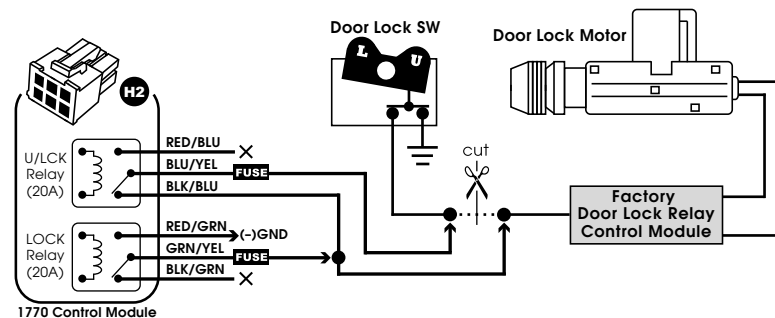 Door Lock SW
Door Lock Motor
L
U
H2
RED/BLU
U/LCK
Relay
(20A)
BLU/YEL
FUSE
BLK/BLU
cut
Factory
Door Lock Relay
Control Module
RED/GRN
(-)GND
LOCK
Relay
(20A)
GRN/YEL
FUSE
BLK/GRN
1770 Control Module